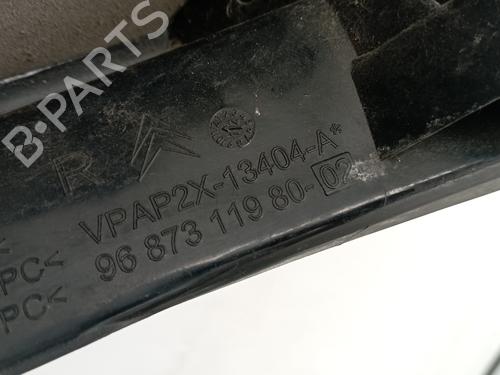 B-PARTS
R
VPAP2X-13404-A*
96 873 119 80-02
PC<
PC<